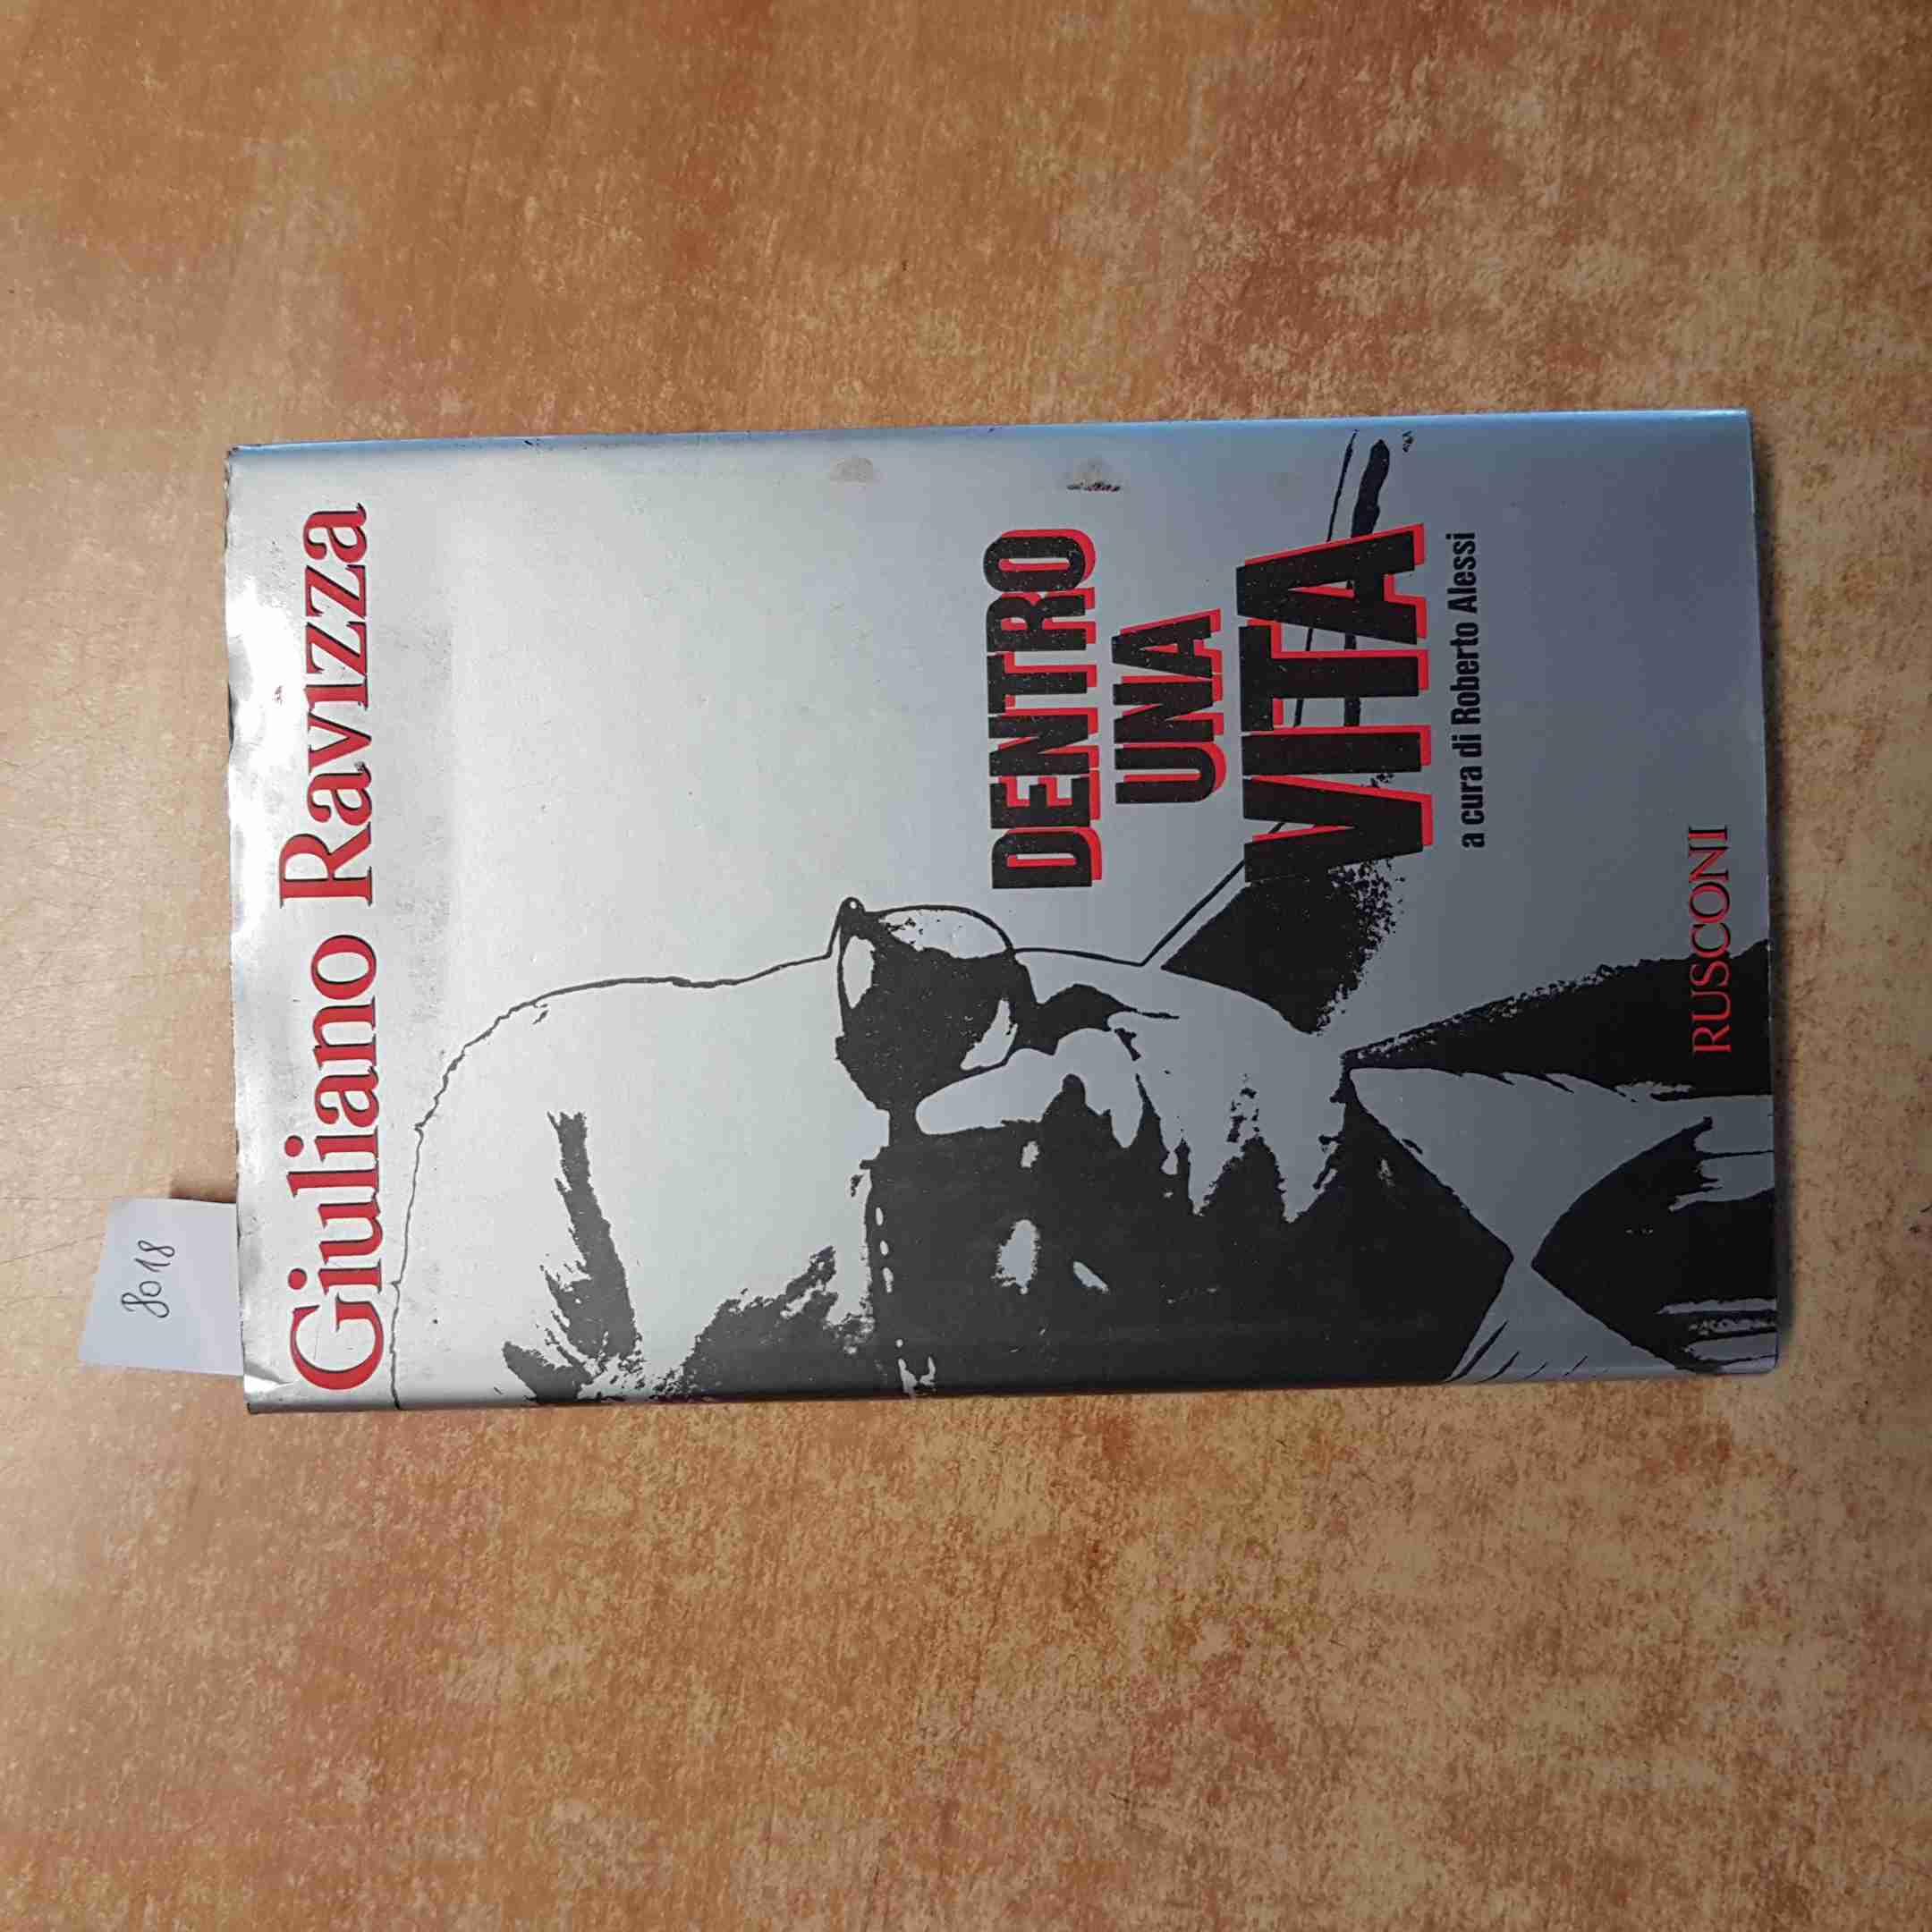 8018
Giuliano Ravizza
DENTRO
UNA
VITA
a cura di Roberto Alessi
RUSCONI